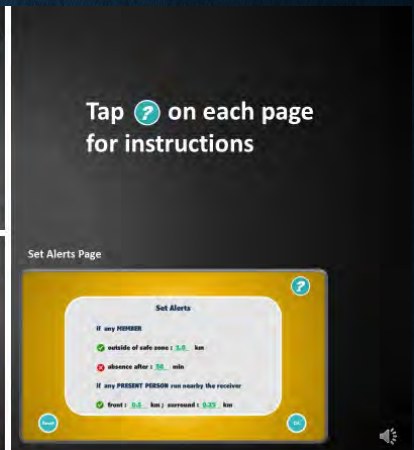 Tap ? on each page
for instructions
Set Alerts Page
?
Set Alerts
If any MEMBER
outside of safe zone : 1.0 km
absence after : 50 min
If any PRESENT PERSON run nearby the receiver
front : 0.5 km ; surround : 0.25 km